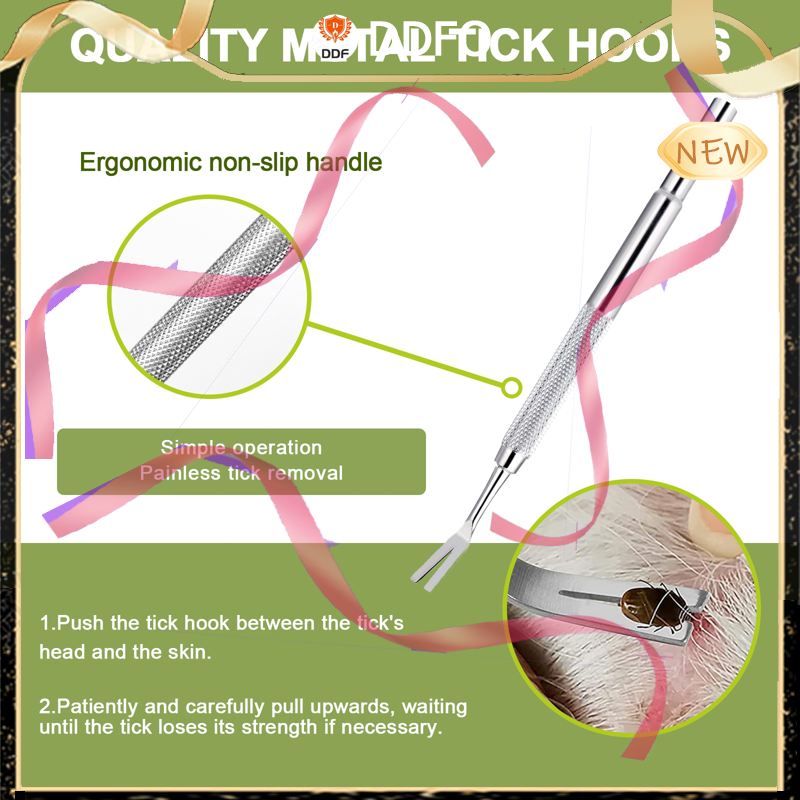 QUALITY METAL TICK HOOKS
DDFO
D
DDF
NEW
Ergonomic non-slip handle
Simple operation
Painless tick removal
1.Push the tick hook between the tick's
head and the skin.
2.Patiently and carefully pull upwards, waiting
until the tick loses its strength if necessary.